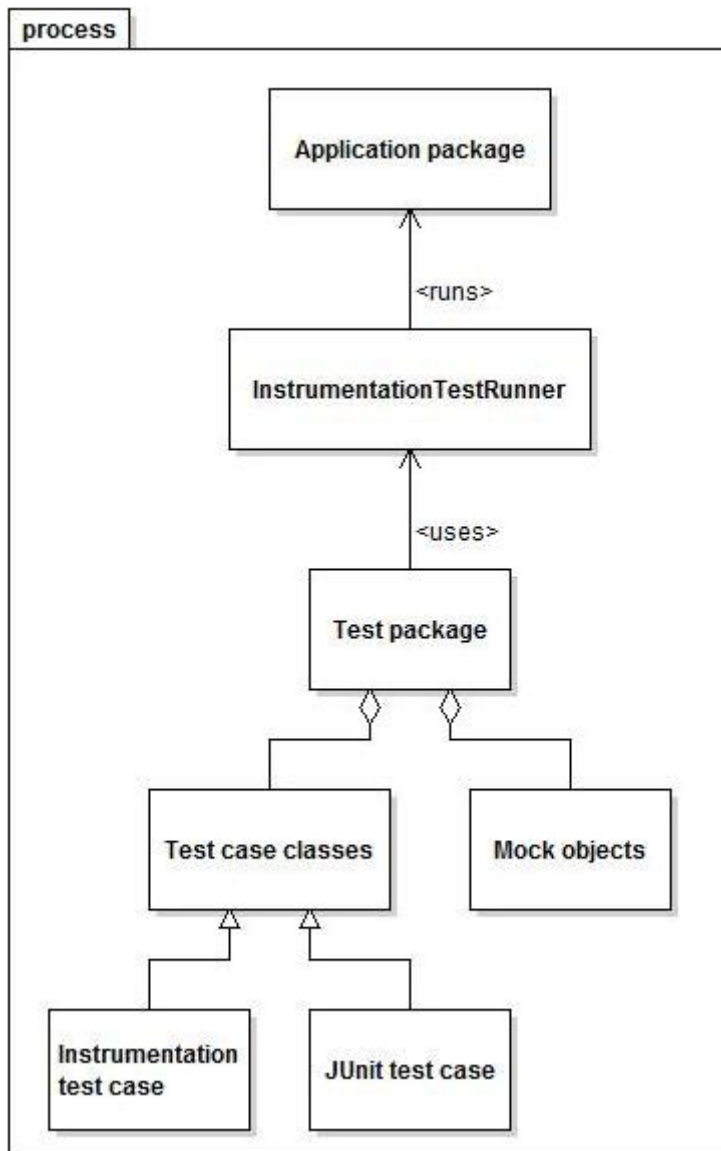 process
Application package
<runs>
InstrumentationTestRunner
<uses>
Test package
Test case classes
Mock objects
Instrumentation
test case
JUnit test case